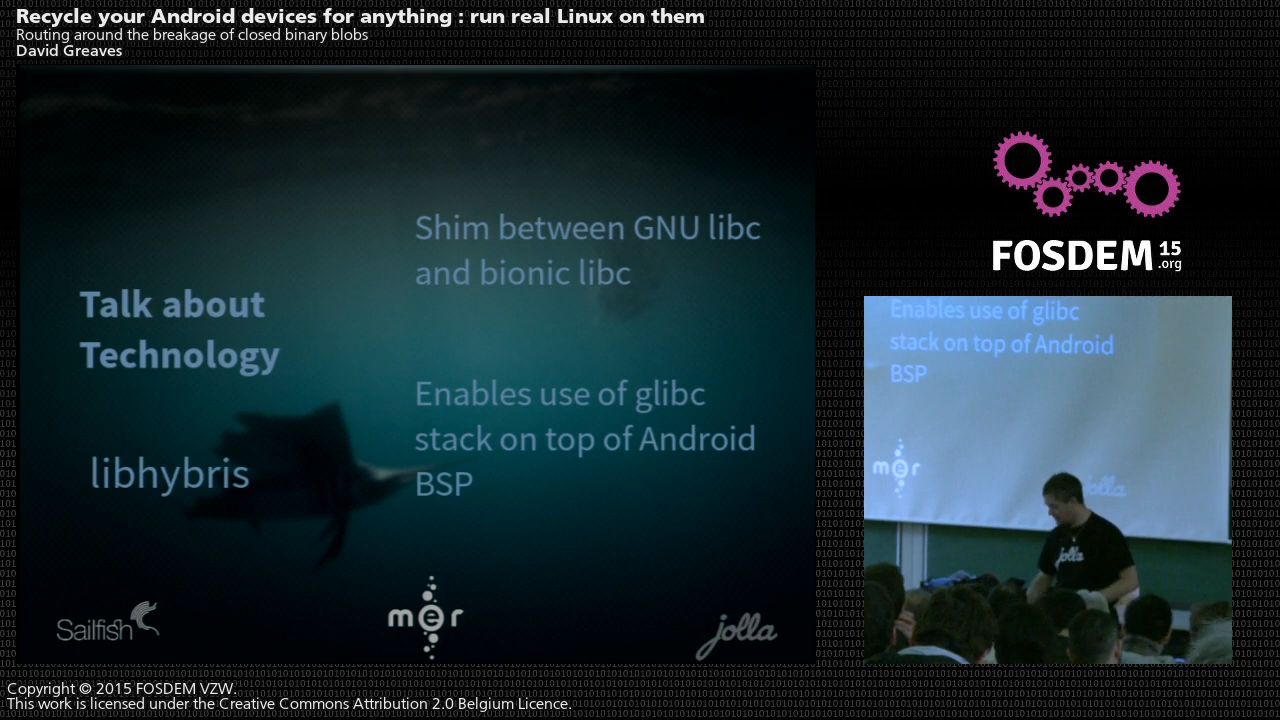 Recycle your Android devices for anything : run real Linux on them
Routing around the breakage of closed binary blobs
David Greaves
Shim between GNU libc
and bionic libc
Talk about
Technology
Enables use of glibc
stack on top of Android
BSP
libhybris
Sailfish
mer
jolla
FOSDEM 15
.org
Enables use of glibc
stack on top of Android
BSP
mer
jolla
jolla
Copyright © 2015 FOSDEM VZW.
This work is licensed under the Creative Commons Attribution 2.0 Belgium Licence.